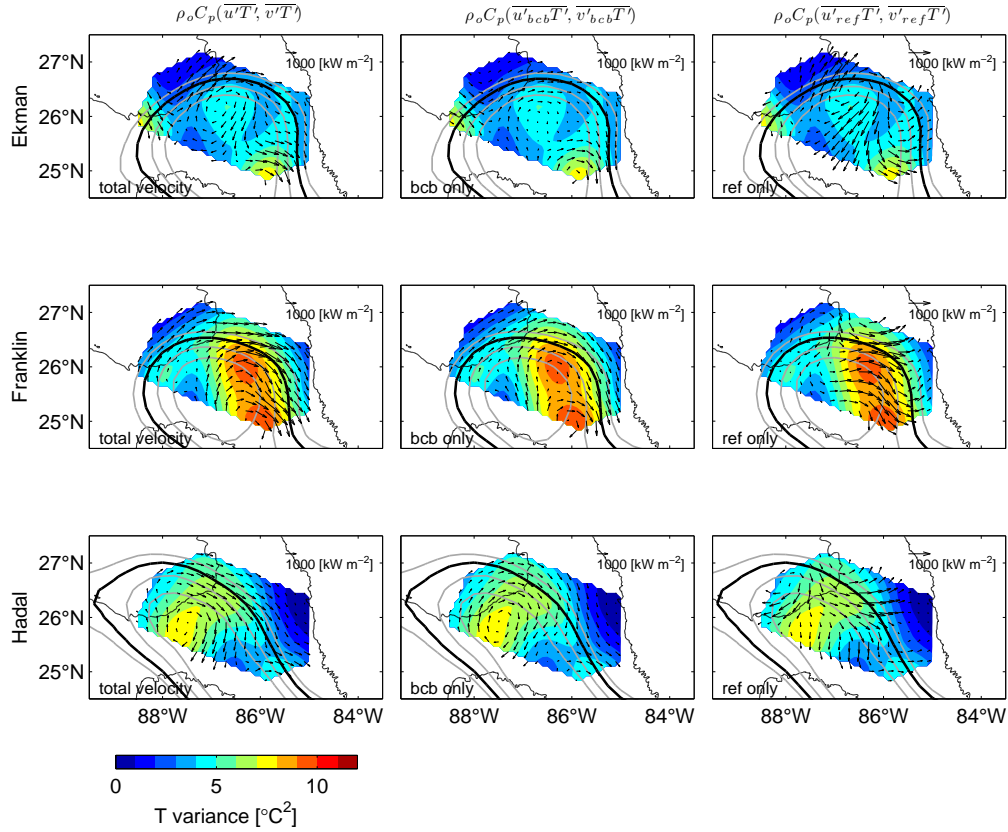 ρₒCₚ(u′T′, v′T′)
ρₒCₚ(u′bcbT′, v′bcbT′)
ρₒCₚ(u′refT′, v′refT′)
Ekman
27°N
26°N
25°N
1000 [kW m⁻²]
total velocity
1000 [kW m⁻²]
bcb only
1000 [kW m⁻²]
ref only
Franklin
27°N
26°N
25°N
1000 [kW m⁻²]
total velocity
1000 [kW m⁻²]
bcb only
1000 [kW m⁻²]
ref only
Hadal
27°N
26°N
25°N
1000 [kW m⁻²]
total velocity
1000 [kW m⁻²]
bcb only
1000 [kW m⁻²]
ref only
88°W 86°W 84°W
88°W 86°W 84°W
88°W 86°W 84°W
0 5 10
T variance [°C²]